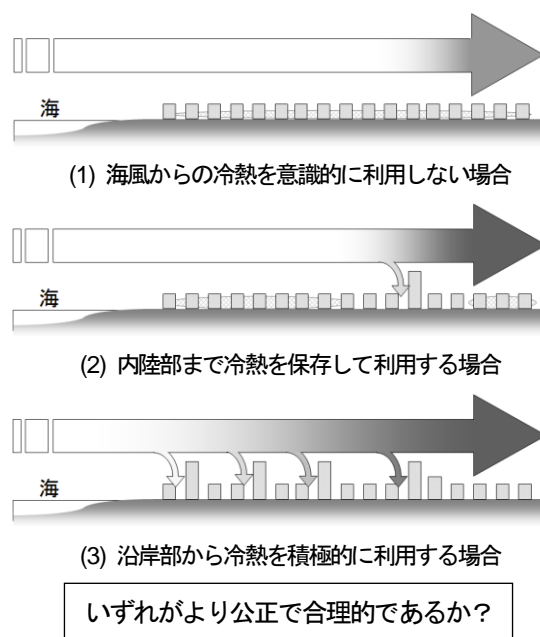 海
(1) 海風からの冷熱を意識的に利用しない場合
海
(2) 内陸部まで冷熱を保存して利用する場合
海
(3) 沿岸部から冷熱を積極的に利用する場合
いずれがより公正で合理的であるか？